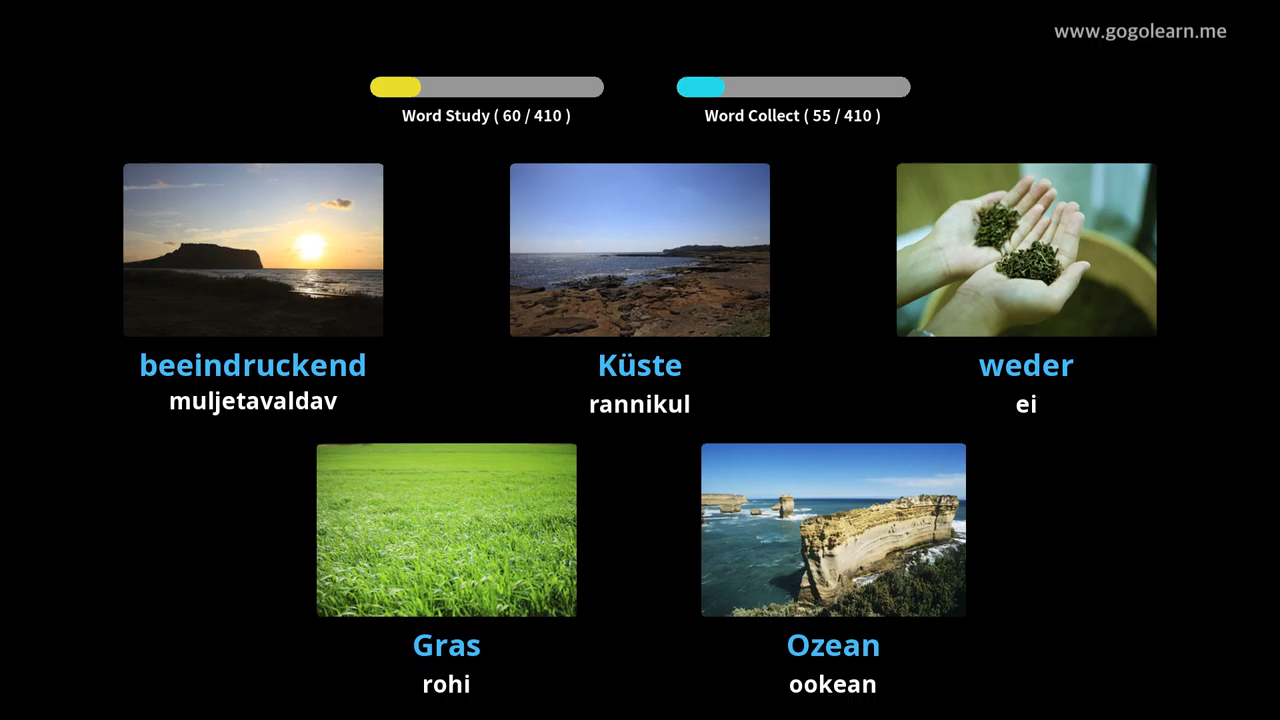 www.gogolearn.me
Word Study ( 60 / 410 )
Word Collect ( 55 / 410 )
beeindruckend
muljetavaldav
Küste
rannikul
weder
ei
Gras
rohi
Ozean
ookean